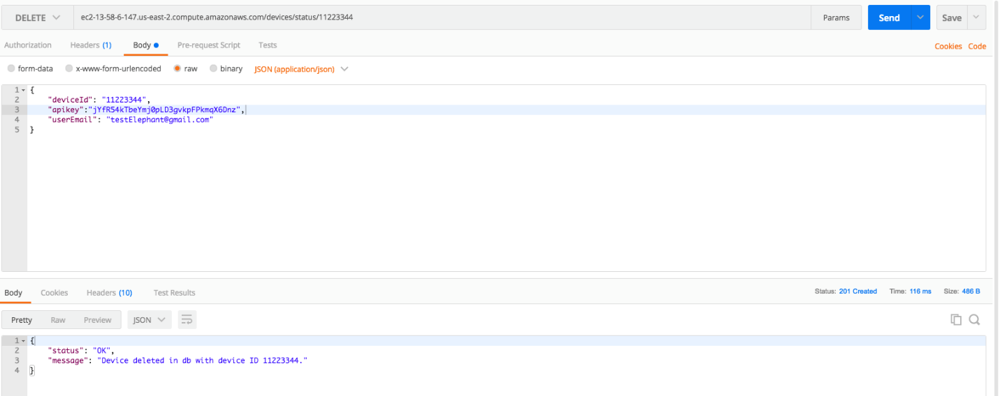 DELETE ec2-13-58-6-147.us-east-2.compute.amazonaws.com/devices/status/11223344 Params Send Save
Authorization Headers (1) Body Pre-request Script Tests Cookies Code
form-data x-www-form-urlencoded raw binary JSON (application/json)
1 {
2 "deviceId": "11223344",
3 "apikey":"jYfR54kTbeYmj0pLD3gvkpFPkmqX6Dnz",
4 "userEmail": "testElephant@gmail.com"
5 }
Body Cookies Headers (10) Test Results Status: 201 Created Time: 116 ms Size: 486 B
Pretty Raw Preview JSON
1 {
2 "status": "OK",
3 "message": "Device deleted in db with device ID 11223344."
4 }